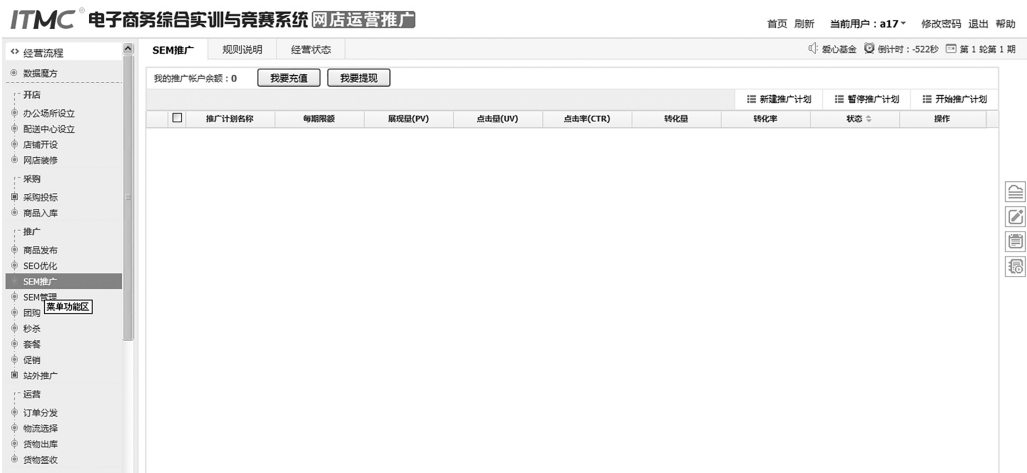 ITMC® 电子商务综合实训与竞赛系统 网店运营推广
首页 刷新 当前用户：a17 修改密码 退出 帮助
经营流程
SEM推广 规则说明 经营状态
爱心基金 倒计时：-522秒 第 1 轮第 1 期
数据魔方
开店
办公场所设立
配送中心设立
店铺开设
网店装修
采购
采购投标
商品入库
推广
商品发布
SEO优化
SEM推广
SEM管理
菜单功能区
团购
秒杀
套餐
促销
站外推广
运营
订单分发
物流选择
货物出库
货物签收
我的推广帐户余额：0 我要充值 我要提现
新建推广计划 暂停推广计划 开始推广计划
推广计划名称 每期限额 展现量(PV) 点击量(UV) 点击率(CTR) 转化量 转化率 状态 操作